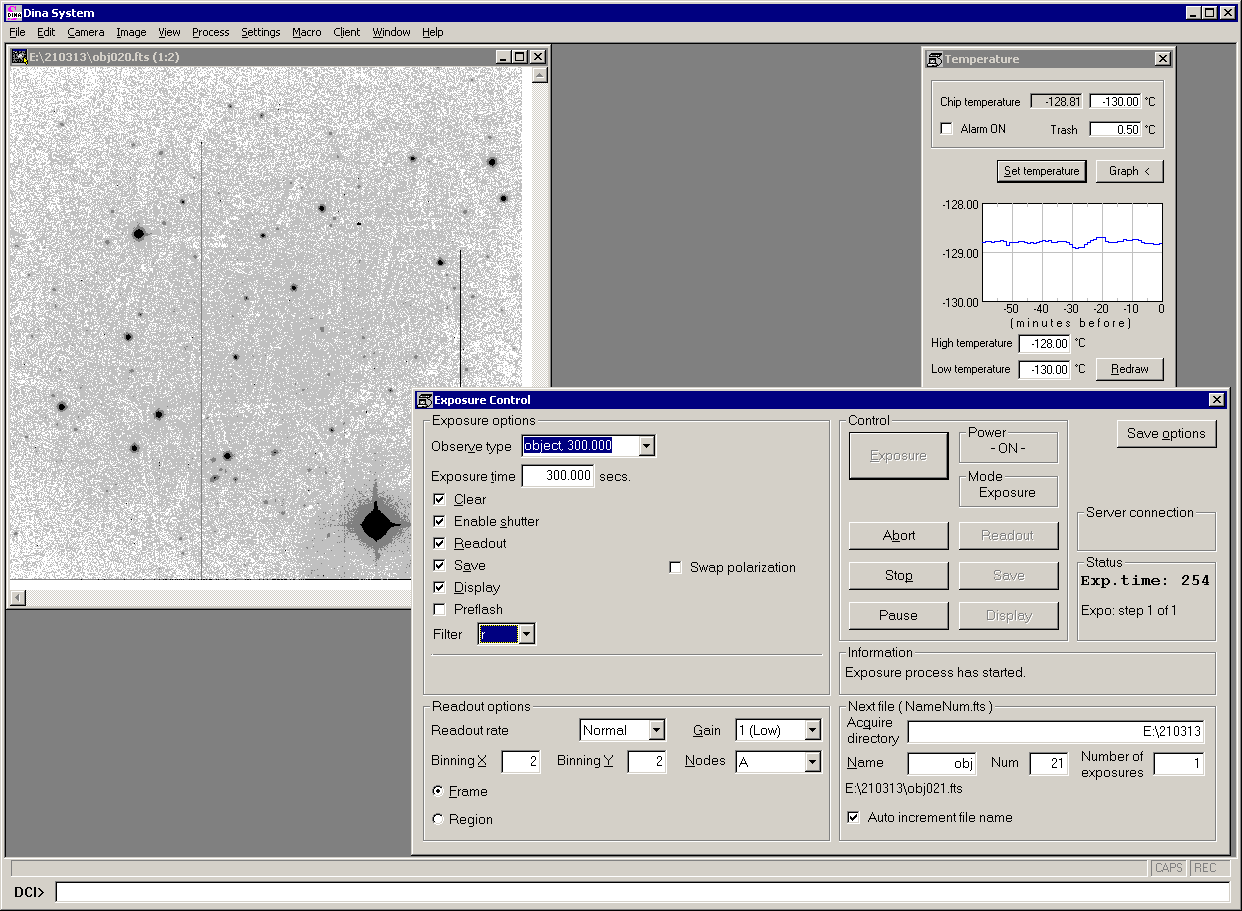 DINA Dina System
File Edit Camera Image View Process Settings Macro Client Window Help
E:\210313\obj020.fts (1:2)
Temperature
Chip temperature -128.81 -130.00 °C
Alarm ON Trash 0.50 °C
Set temperature Graph <
-128.00
-129.00
-130.00
-50 -40 -30 -20 -10 0
(minutes before)
High temperature -128.00 °C
Low temperature -130.00 °C Redraw
Exposure Control
Exposure options
Observe type object, 300.000
Exposure time 300.000 secs.
Clear
Enable shutter
Readout
Save
Swap polarization
Display
Preflash
Filter r
Control
Exposure
Power
-ON-
Mode
Exposure
Abort Readout
Stop Save
Pause Display
Save options
Server connection
Status
Exp.time: 254
Expo: step 1 of 1
Information
Exposure process has started.
Readout options
Readout rate Normal Gain 1 (Low)
Binning X 2 Binning Y 2 Nodes A
Frame
Region
Next file ( NameNum.fts )
Acquire
directory E:\210313
Name obj Num 21 Number of
exposures 1
E:\210313\obj021.fts
Auto increment file name
CAPS REC
DCI>